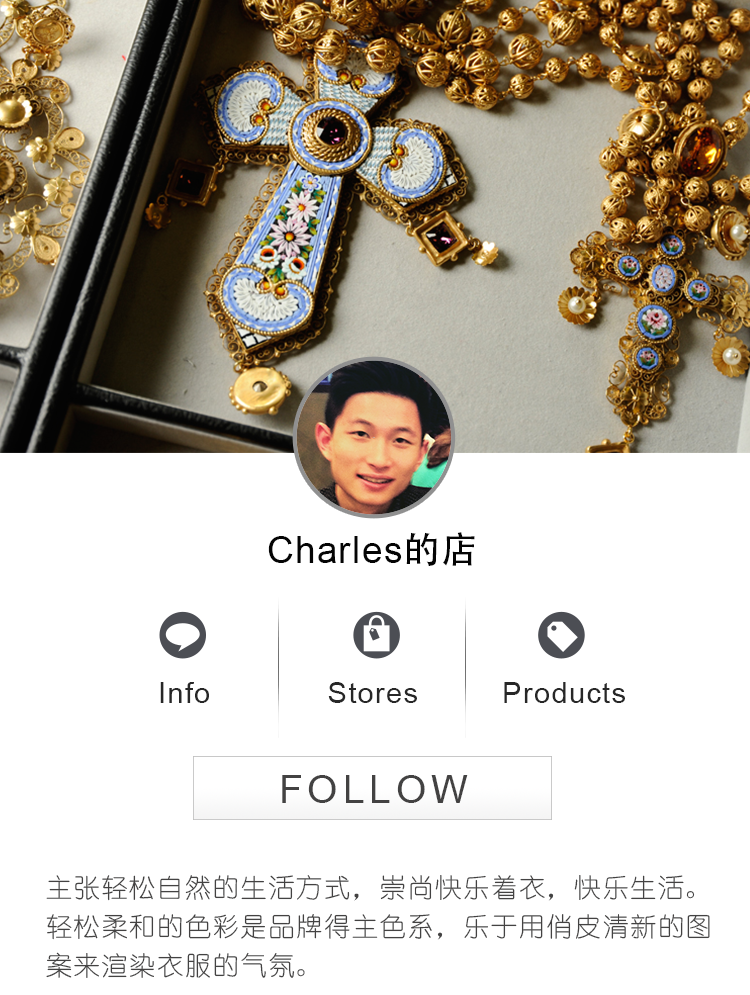 Charles的店
Info
Stores
Products
FOLLOW
主张轻松自然的生活方式，崇尚快乐着衣，快乐生活。
轻松柔和的色彩是品牌得主色系，乐于用俏皮清新的图
案来渲染衣服的气氛。